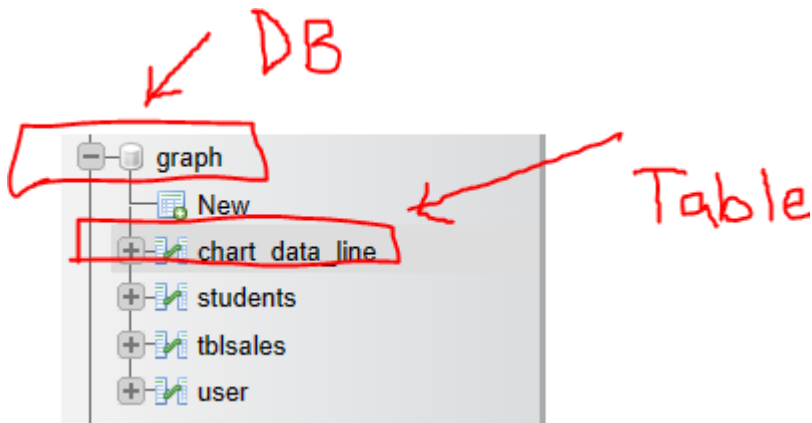 DB
graph
New
Table
chart_data_line
students
tblsales
user